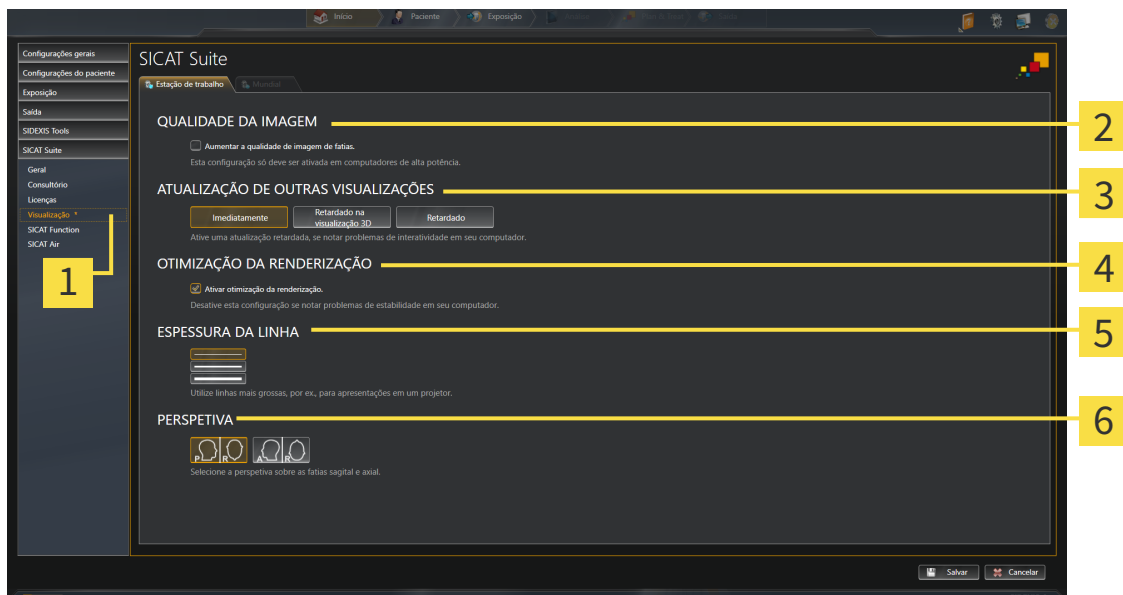 Início
Paciente
Exposição
Configurações gerais
Configurações do paciente
Exposição
Saída
SIDEXIS Tools
SICAT Suite
Geral
Consultório
Licenças
Visualização *
SICAT Function
SICAT Air
1
SICAT Suite
Estação de trabalho
Mundial
QUALIDADE DA IMAGEM
2
Aumentar a qualidade de imagem de fatias.
Esta configuração só deve ser ativada em computadores de alta potência.
ATUALIZAÇÃO DE OUTRAS VISUALIZAÇÕES
3
Imediatamente
Retardado na
visualização 3D
Retardado
Ative uma atualização retardada, se notar problemas de interatividade em seu computador.
OTIMIZAÇÃO DA RENDERIZAÇÃO
4
Ativar otimização da renderização.
Desative esta configuração se notar problemas de estabilidade em seu computador.
ESPESSURA DA LINHA
5
Utilize linhas mais grossas, por ex., para apresentações em um projetor.
PERSPETIVA
6
P R A R
Selecione a perspetiva sobre as fatias sagital e axial.
Salvar
Cancelar